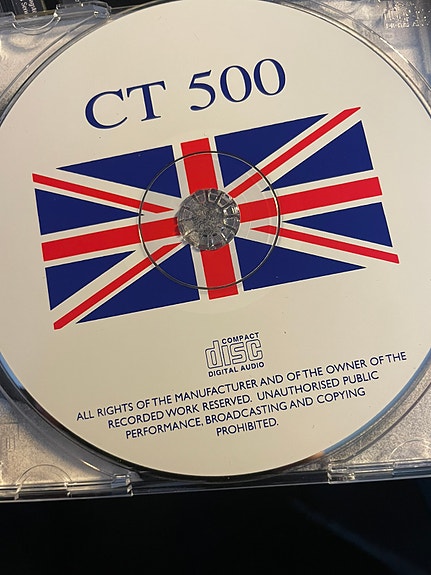 CT 500
COMPACT
disc
DIGITAL AUDIO
ALL RIGHTS OF THE MANUFACTURER AND OF THE OWNER OF THE
RECORDED WORK RESERVED. UNAUTHORISED PUBLIC
PERFORMANCE, BROADCASTING AND COPYING
PROHIBITED.